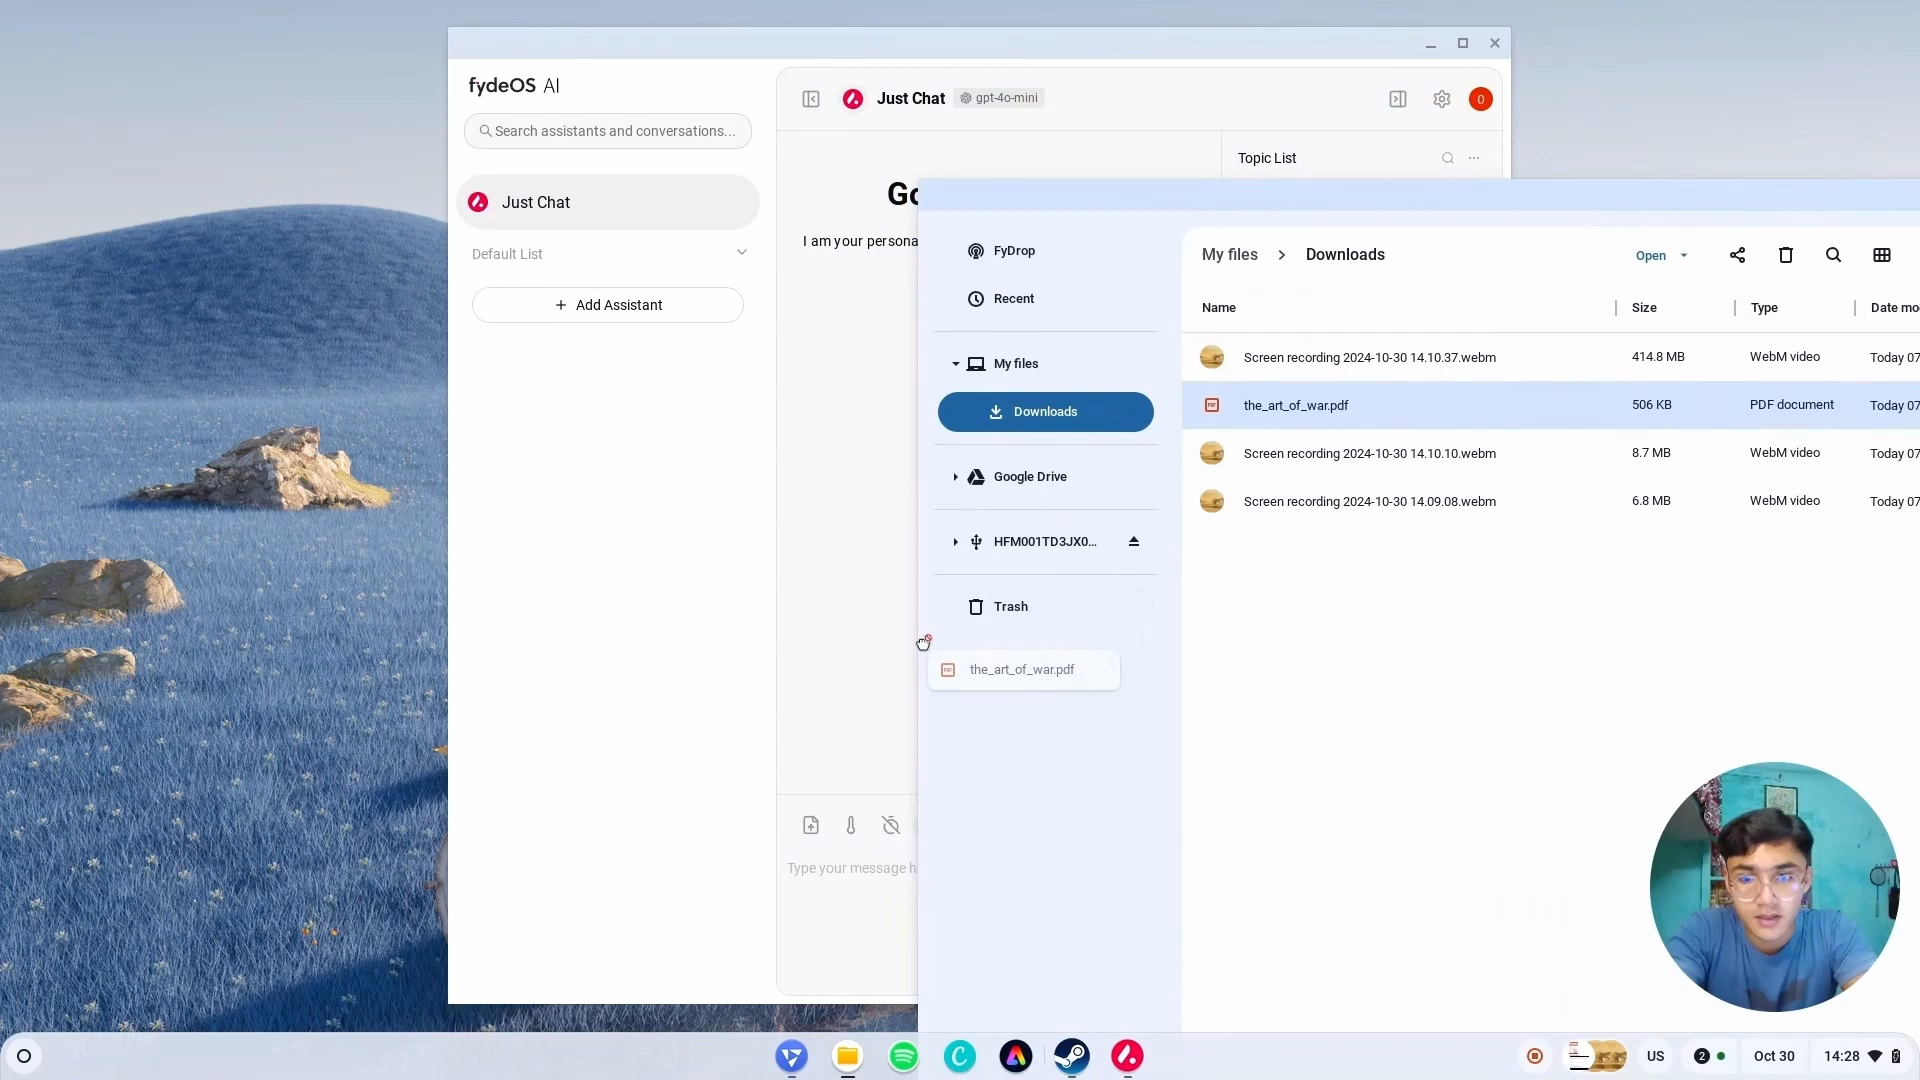 fydeOS AI
Search assistants and conversations...
Just Chat
Default List
Add Assistant
Just Chat
gpt-4o-mini
0
Topic List
Go
I am your persona
Type your message h
FyDrop
Recent
My files
Downloads
Google Drive
HFM001TD3JX0...
Trash
the_art_of_war.pdf
My files > Downloads
Open
Name Size Type Date mo
Screen recording 2024-10-30 14.10.37.webm 414.8 MB WebM video Today 07
the_art_of_war.pdf 506 KB PDF document Today 07
Screen recording 2024-10-30 14.10.10.webm 8.7 MB WebM video Today 07
Screen recording 2024-10-30 14.09.08.webm 6.8 MB WebM video Today 07
US
2
Oct 30
14:28